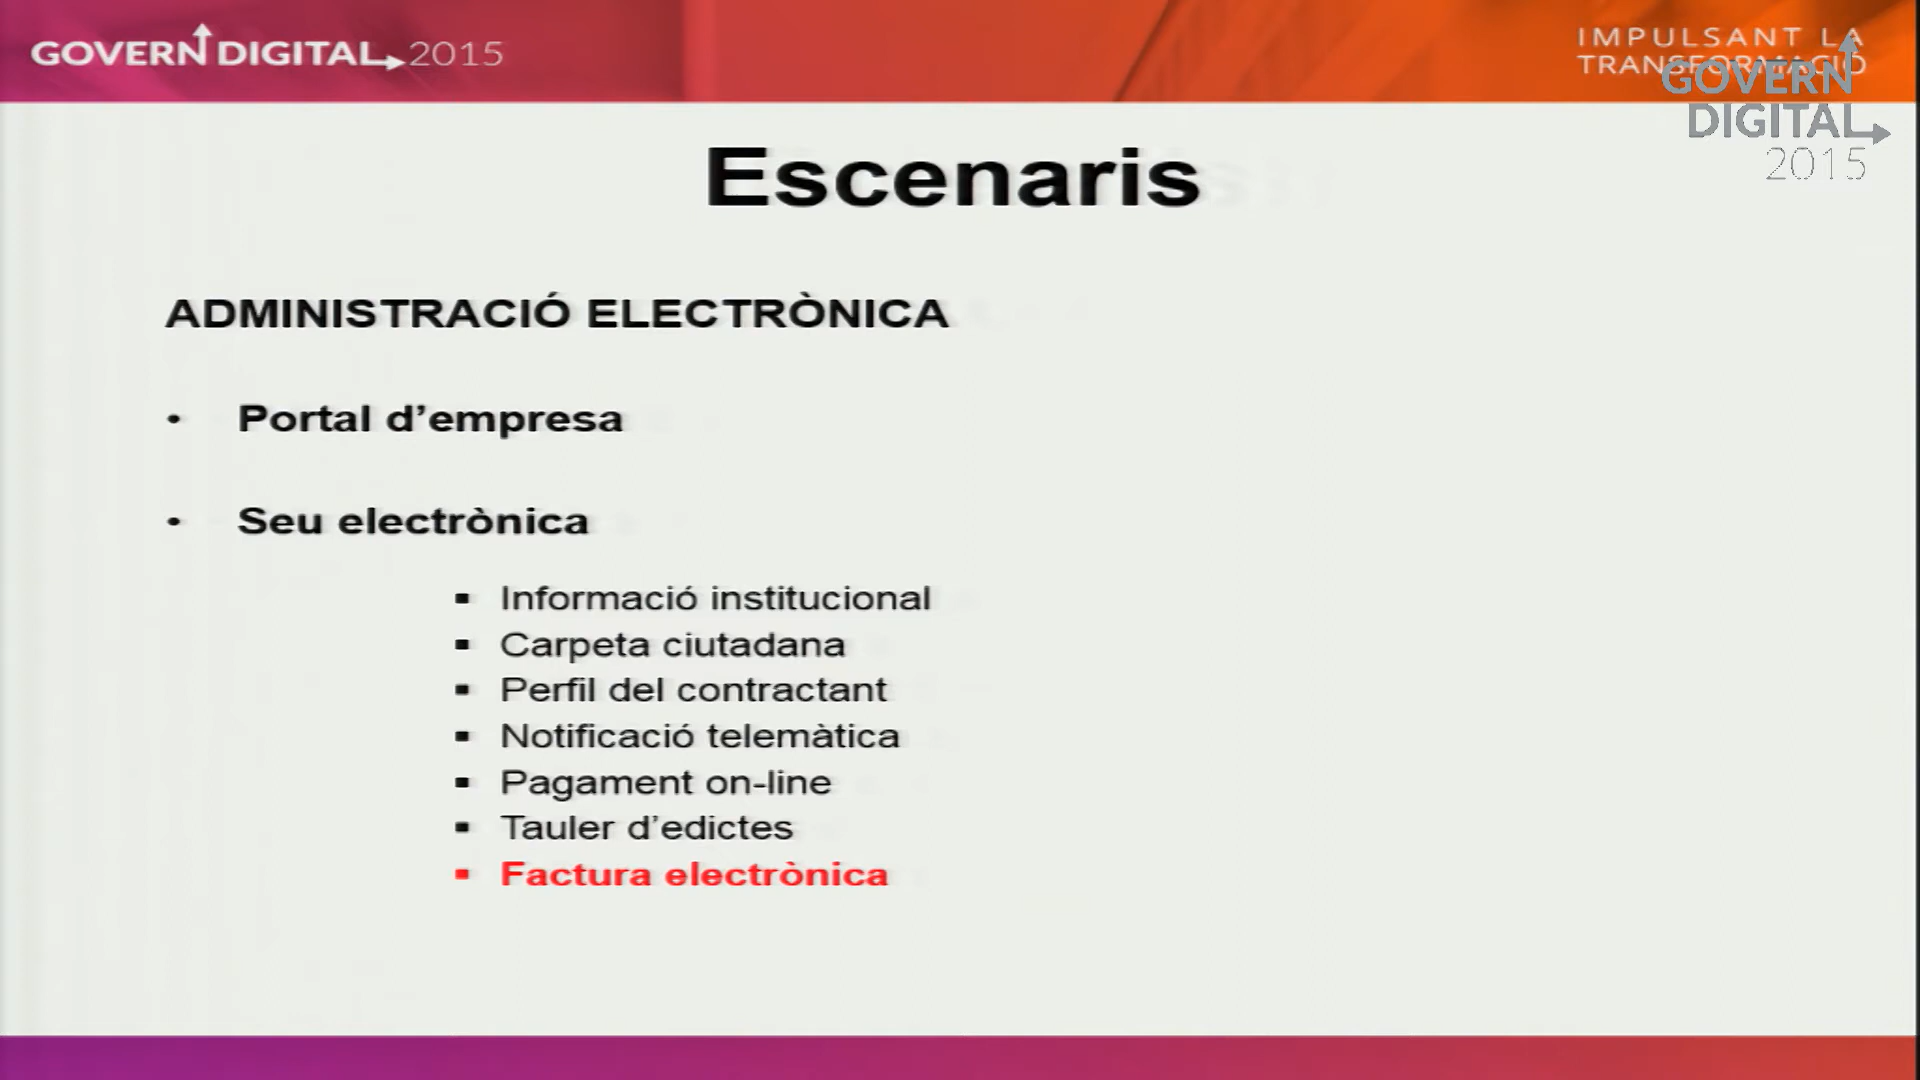 GOVERN DIGITAL 2015
IMPULSANT LA
TRANSFORMACIÓ
GOVERN
DIGITAL
2015
Escenaris
ADMINISTRACIÓ ELECTRÒNICA
• Portal d’empresa
• Seu electrònica
▪ Informació institucional
▪ Carpeta ciutadana
▪ Perfil del contractant
▪ Notificació telemàtica
▪ Pagament on-line
▪ Tauler d’edictes
▪ Factura electrònica